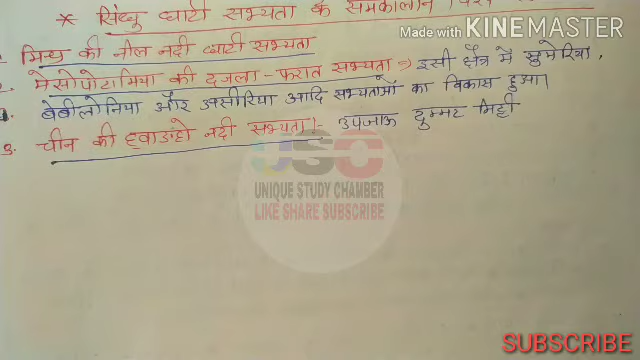 * सिंधु घाटी सभ्यता के समकालीन
Made with KINEMASTER
मिस्र की नील नदी घाटी सभ्यता
मेसोपोटामिया की दजला - फरात सभ्यता => इसी क्षेत्र में सुमेरिया,
बेबीलोनिया और असीरिया आदि सभ्यताओं का विकास हुआ।
3. चीन की ह्वांगहो नदी सभ्यता :- उपजाऊ दुम्मट मिट्टी
USC
UNIQUE STUDY CHAMBER
LIKE SHARE SUBSCRIBE
SUBSCRIBE